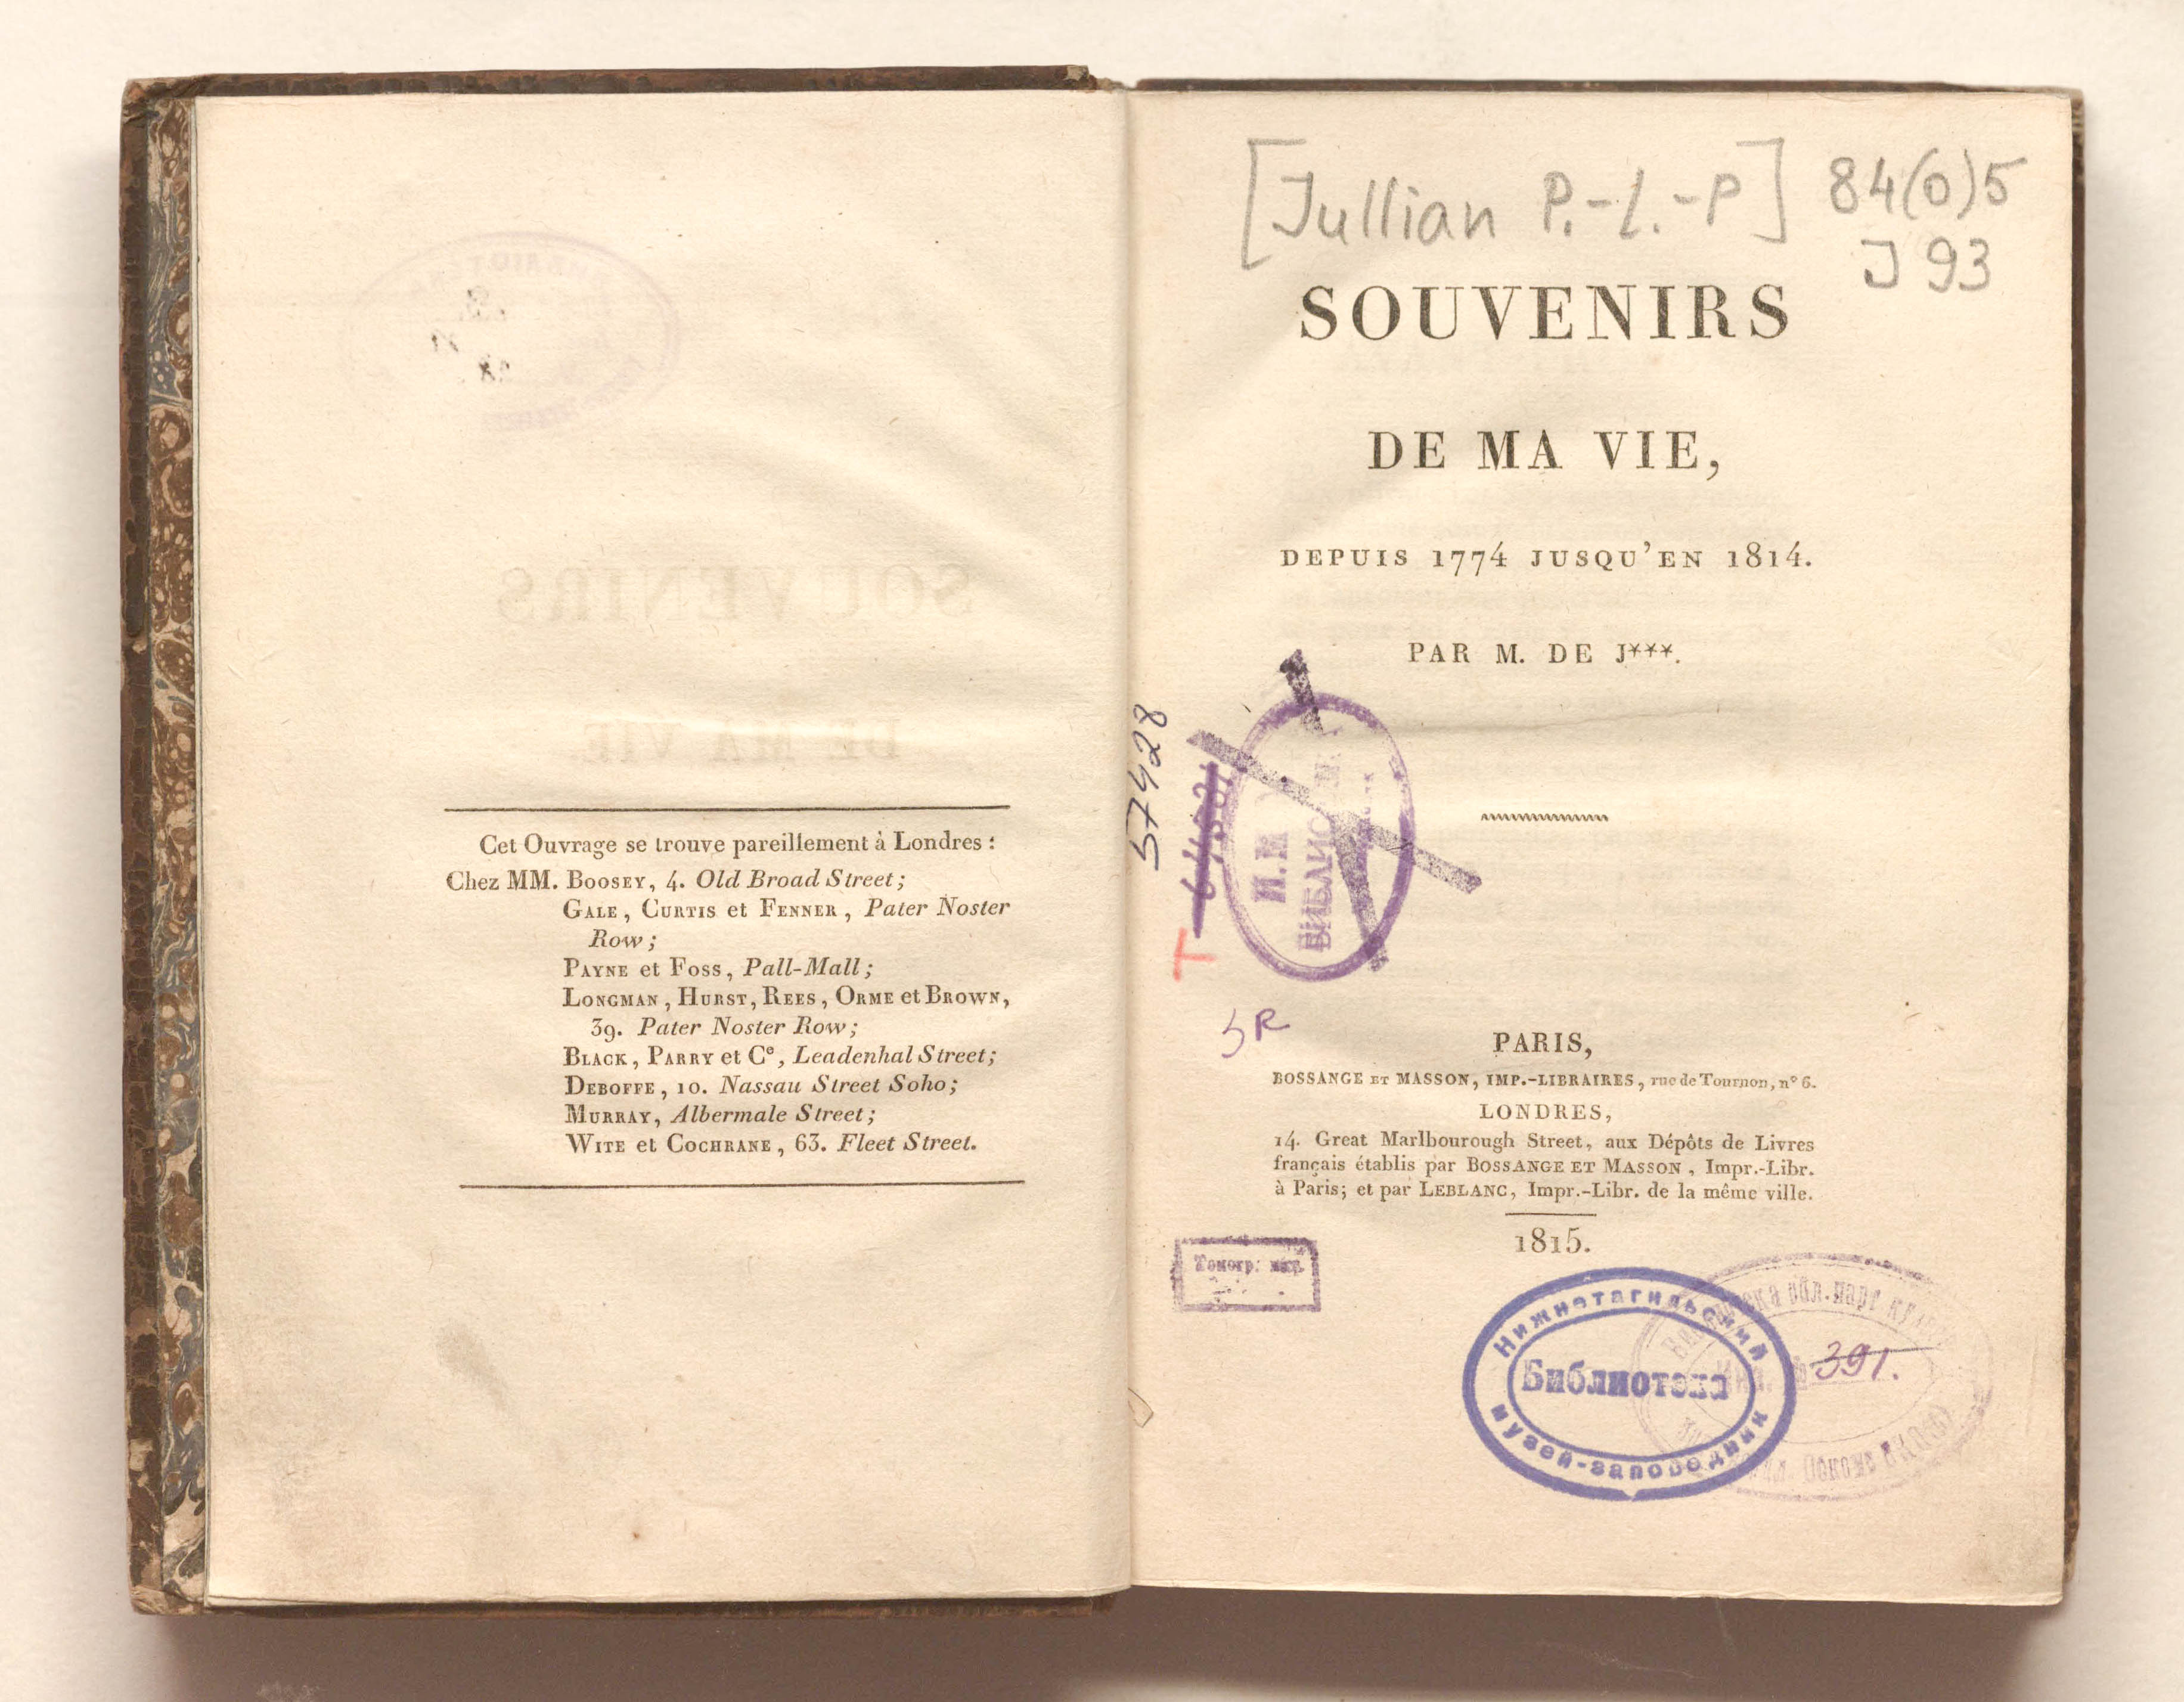 Cet Ouvrage se trouve pareillement à Londres :
Chez MM. BOOSEY, 4. Old Broad Street;
GALE, CURTIS et FENNER, Pater Noster
Row;
PAYNE et FOSS, Pall-Mall;
LONGMAN, HURST, REES, ORME et BROWN,
39. Pater Noster Row;
BLACK, PARRY et Cᵉ, Leadenhal Street;
DEBOFFE, 10. Nassau Street Soho;
MURRAY, Albermale Street;
WITE et COCHRANE, 63. Fleet Street.
[Jullian P.-L.-P]
84(0)5
J 93
SOUVENIRS
DE MA VIE,
DEPUIS 1774 JUSQU'EN 1814.
PAR M. DE J***.
57428
T
5R
PARIS,
BOSSANGE ET MASSON, IMP.-LIBRAIRES, rue de Tournon, n° 6.
LONDRES,
14. Great Marlbourough Street, aux Dépôts de Livres
français établis par BOSSANGE ET MASSON, Impr.-Libr.
à Paris; et par LEBLANC, Impr.-Libr. de la même ville.
1815.
Нижнетагильский
Библиотека
музей-заповедник
391.